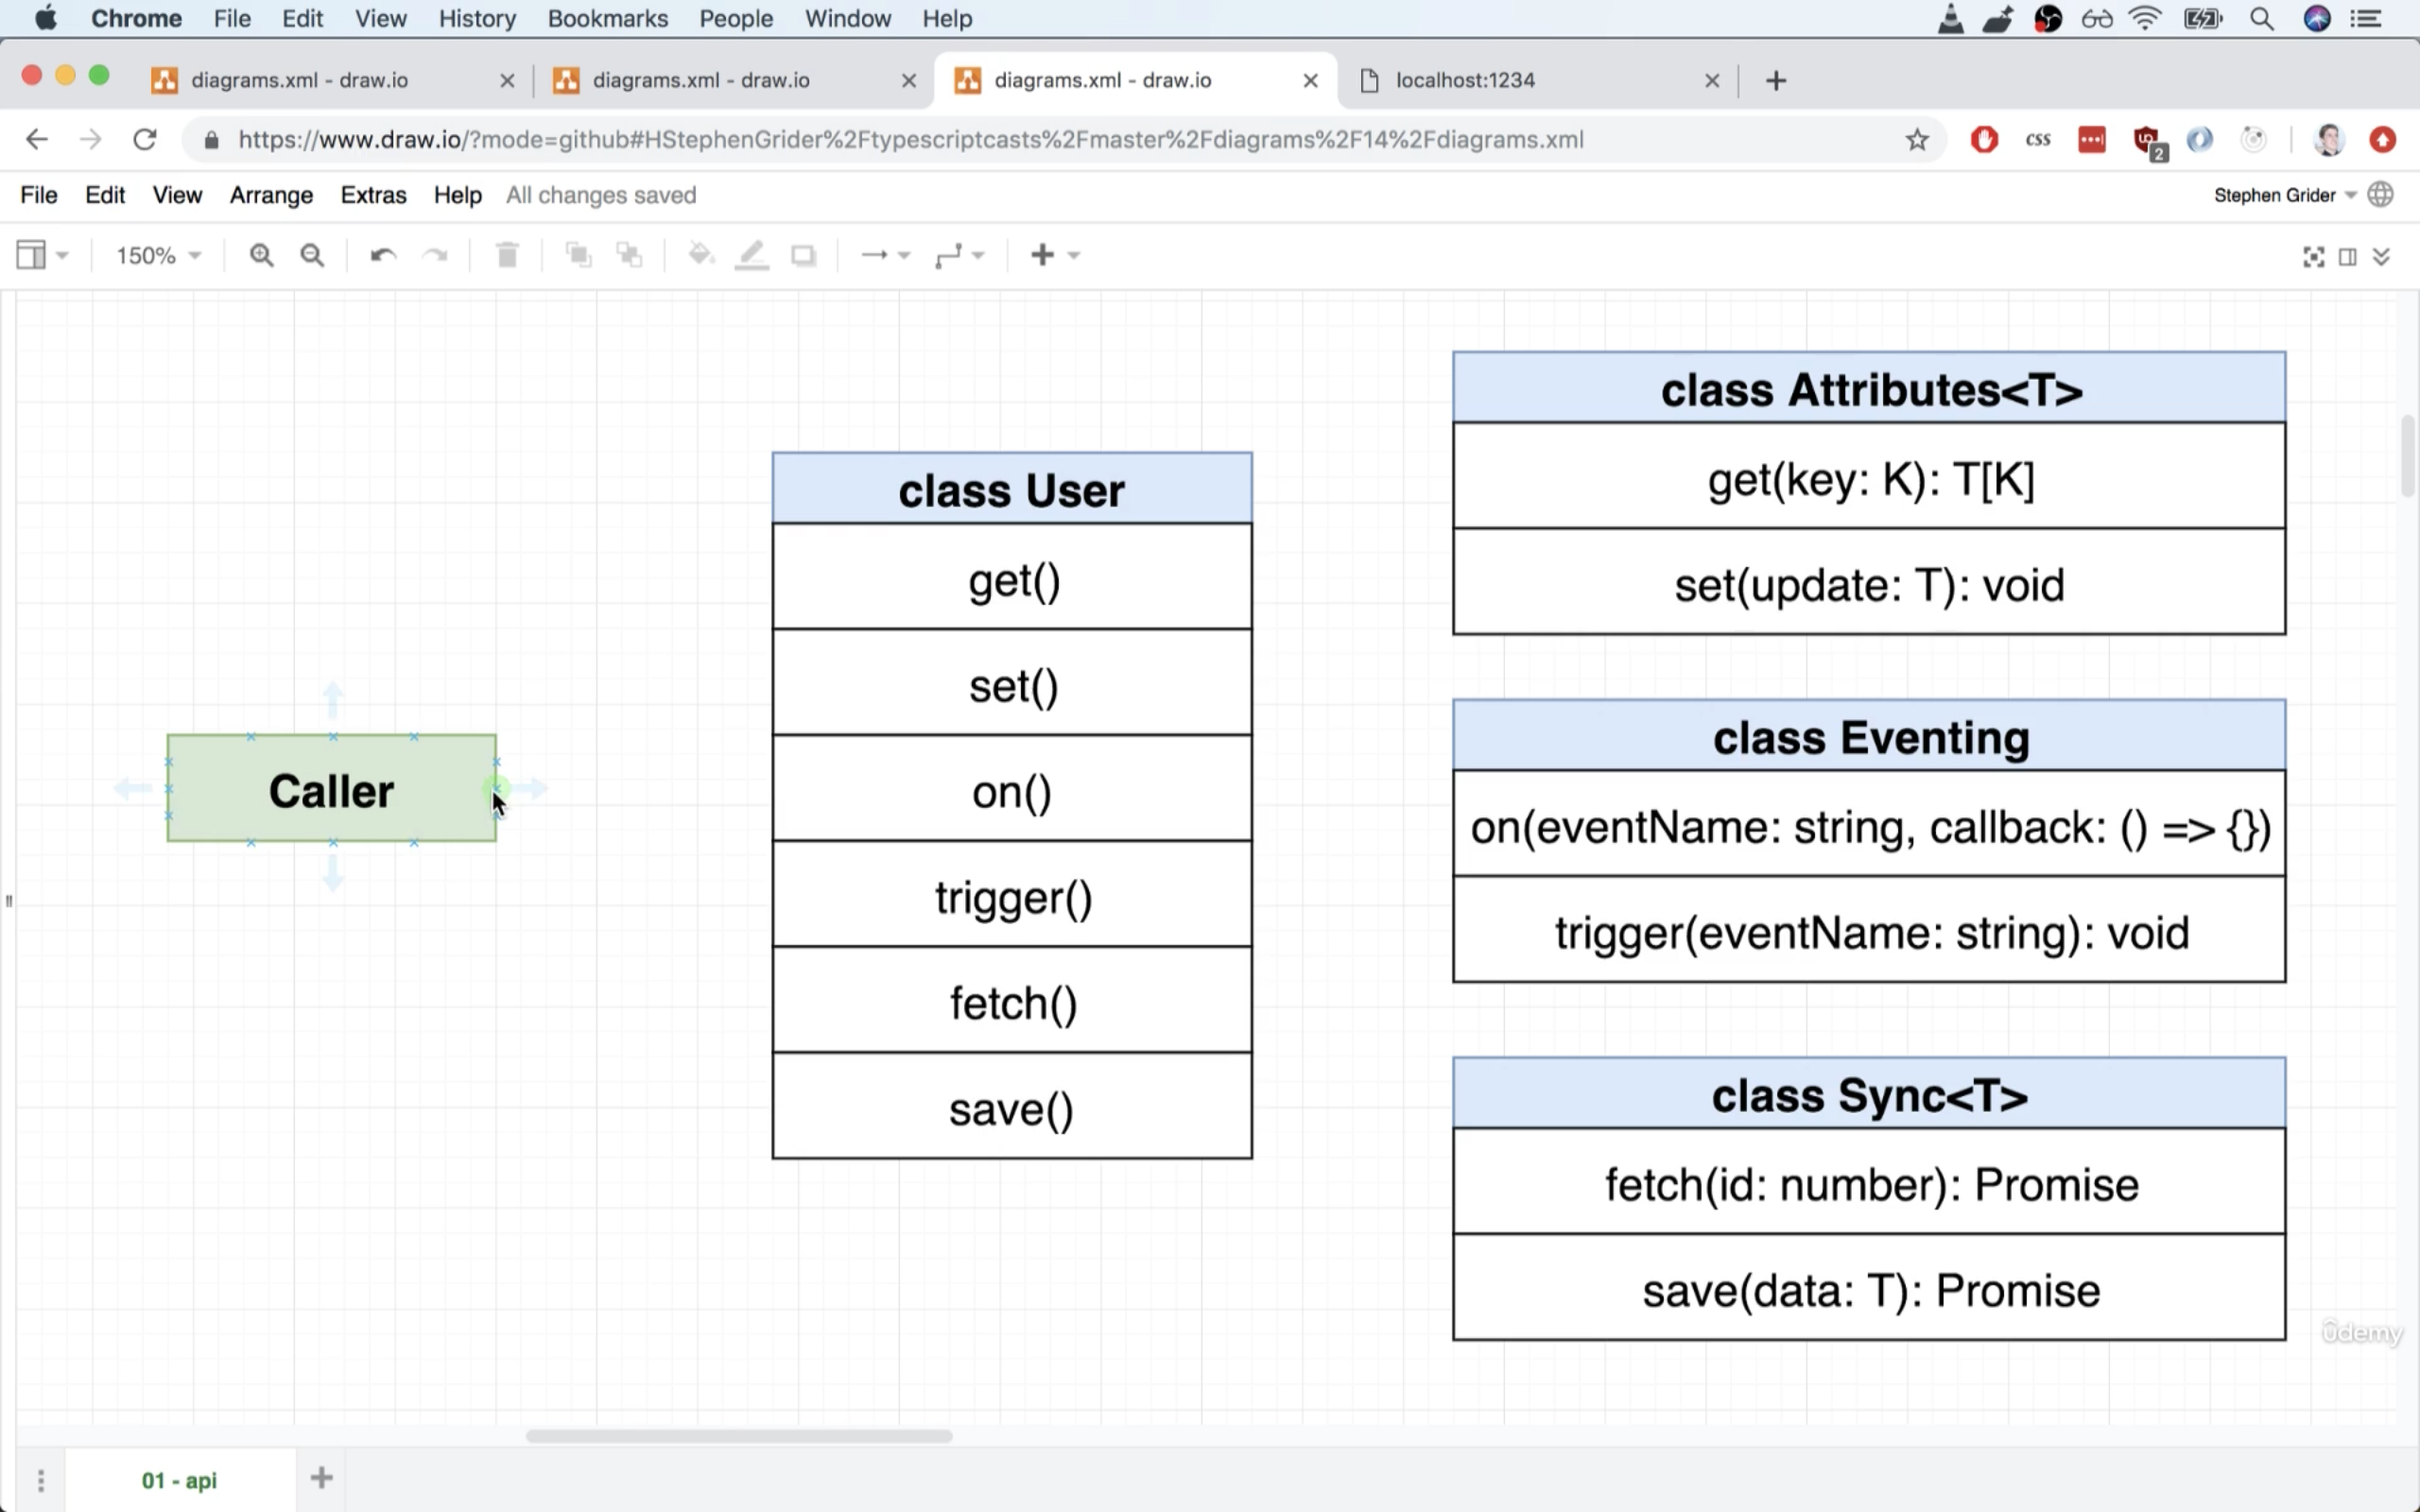 Chrome File Edit View History Bookmarks People Window Help
diagrams.xml - draw.io
diagrams.xml - draw.io
diagrams.xml - draw.io
localhost:1234
https://www.draw.io/?mode=github#HStephenGrider%2Ftypescriptcasts%2Fmaster%2Fdiagrams%2F14%2Fdiagrams.xml
css
2
File Edit View Arrange Extras Help All changes saved
Stephen Grider
150%
Caller
class User
get()
set()
on()
trigger()
fetch()
save()
class Attributes<T>
get(key: K): T[K]
set(update: T): void
class Eventing
on(eventName: string, callback: () => {})
trigger(eventName: string): void
class Sync<T>
fetch(id: number): Promise
save(data: T): Promise
ûdemy
01 - api